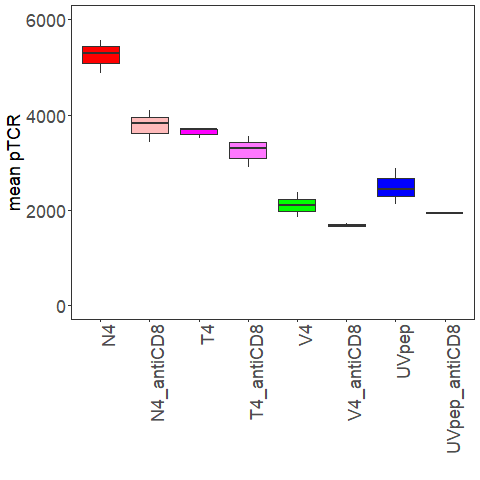 mean pTCR
6000
4000
2000
0
N4
N4_antiCD8
T4
T4_antiCD8
V4
V4_antiCD8
UVpep
UVpep_antiCD8